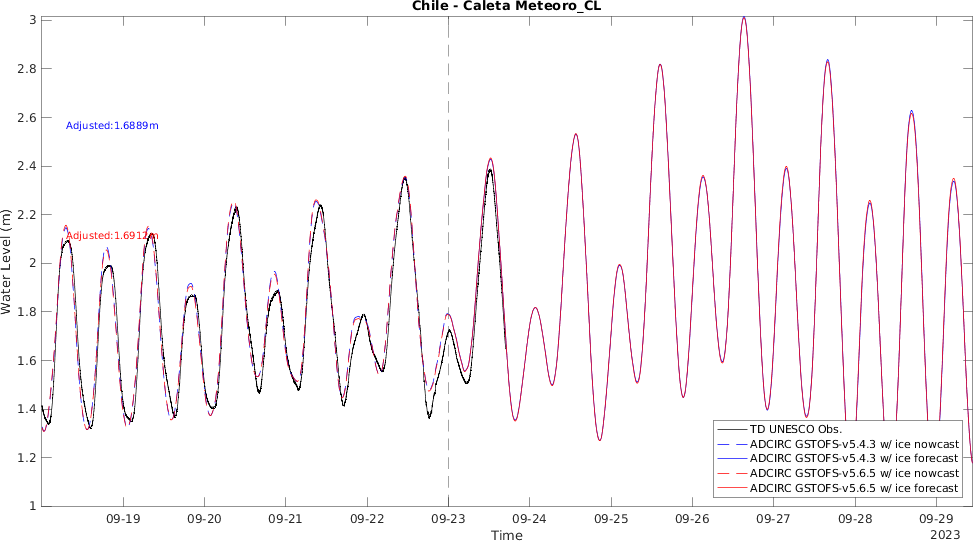 Chile - Caleta Meteoro_CL
3
2.8
2.6
2.4
2.2
2
1.8
1.6
1.4
1.2
1
Water Level (m)
Adjusted:1.6889m
Adjusted:1.6912m
TD UNESCO Obs.
ADCIRC GSTOFS-v5.4.3 w/ ice nowcast
ADCIRC GSTOFS-v5.4.3 w/ ice forecast
ADCIRC GSTOFS-v5.6.5 w/ ice nowcast
ADCIRC GSTOFS-v5.6.5 w/ ice forecast
09-19 09-20 09-21 09-22 09-23 09-24 09-25 09-26 09-27 09-28 09-29
Time
2023